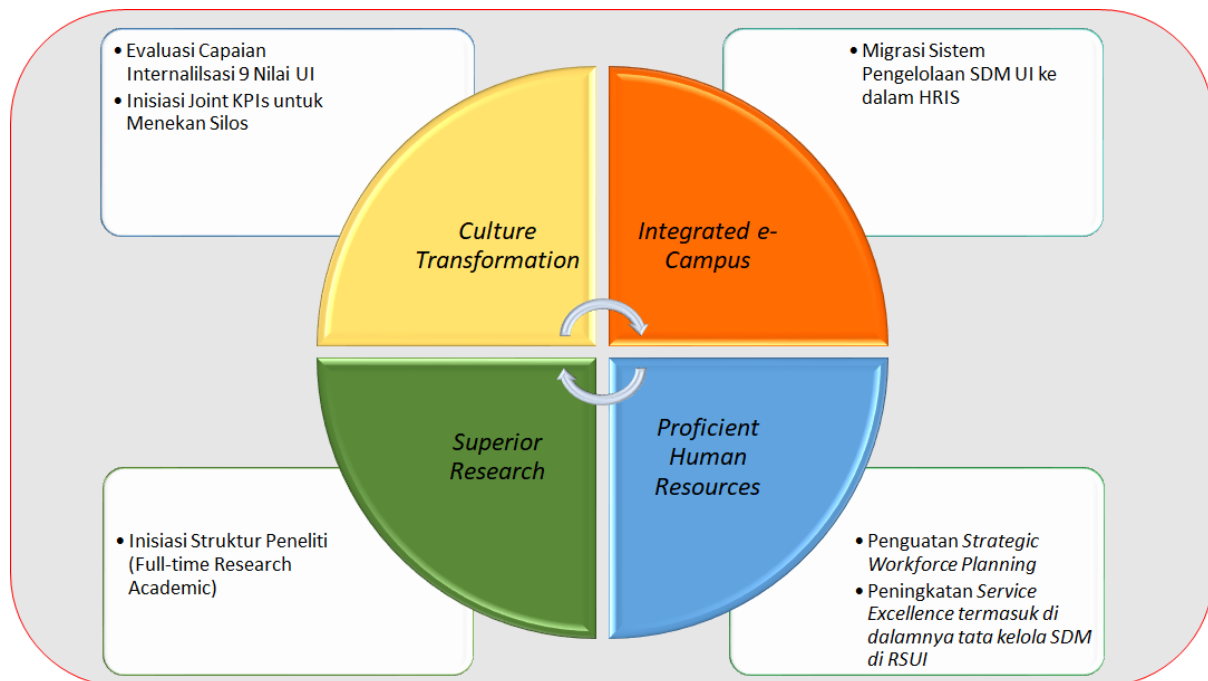 • Evaluasi Capaian
Internalilsasi 9 Nilai UI
• Inisiasi Joint KPIs untuk
Menekan Silos
• Migrasi Sistem
Pengelolaan SDM UI ke
dalam HRIS
Culture
Transformation
Integrated e-
Campus
Superior
Research
Proficient
Human
Resources
• Inisiasi Struktur Peneliti
(Full-time Research
Academic)
• Penguatan Strategic
Workforce Planning
• Peningkatan Service
Excellence termasuk di
dalamnya tata kelola SDM
di RSUI